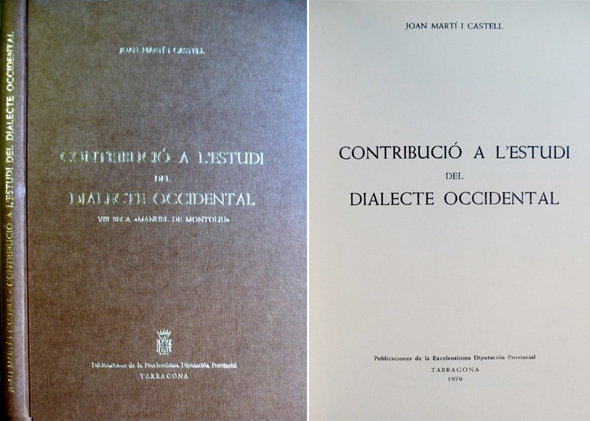 JOAN MARTÍ I CASTELL - CONTRIBUCIÓ A L'ESTUDI DEL DIALECTE OCCIDENTAL
JOAN MARTÍ I CASTELL
CONTRIBUCIÓ A L'ESTUDI
DEL
DIALECTE OCCIDENTAL
VIII BECA «MANUEL DE MONTOLIU»
Publicaciones de la Excelentísima Diputación Provincial
TARRAGONA
JOAN MARTÍ I CASTELL
CONTRIBUCIÓ A L'ESTUDI
DEL
DIALECTE OCCIDENTAL
Publicaciones de la Excelentísima Diputación Provincial
TARRAGONA
1970